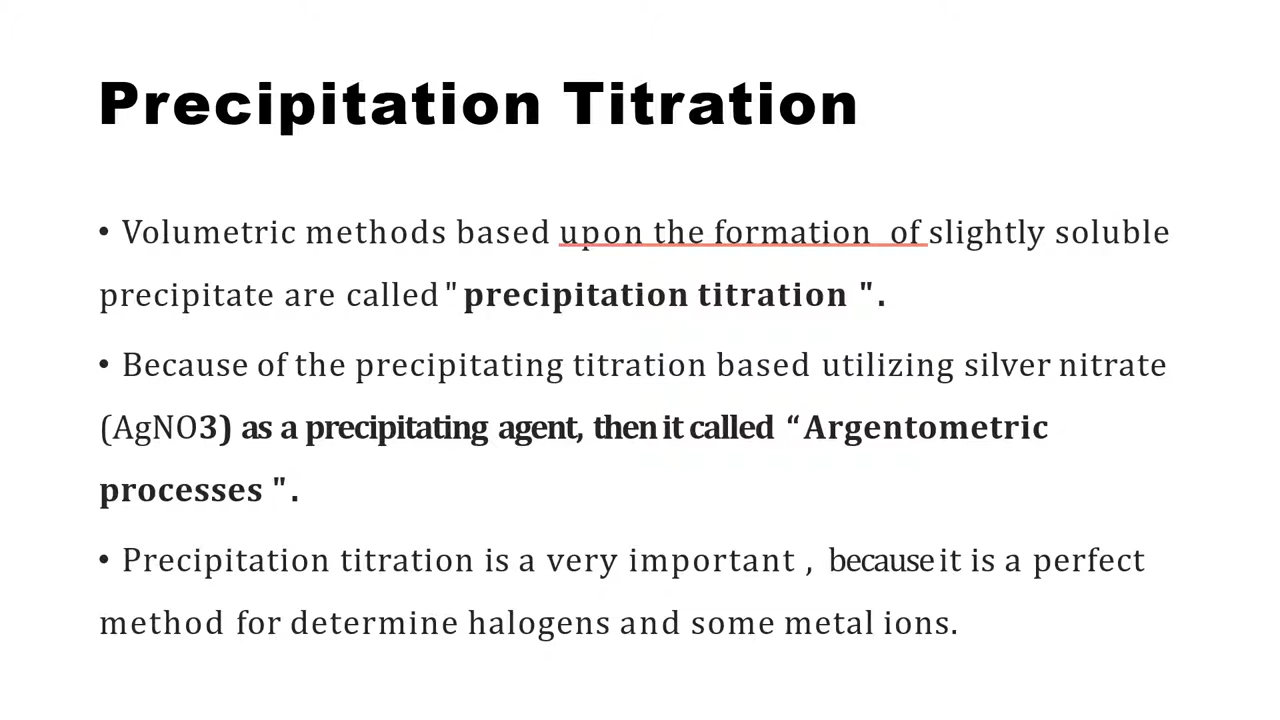 Precipitation Titration
• Volumetric methods based upon the formation of slightly soluble
precipitate are called "precipitation titration ".
• Because of the precipitating titration based utilizing silver nitrate
(AgNO3) as a precipitating agent, then it called “Argentometric
processes ".
• Precipitation titration is a very important , because it is a perfect
method for determine halogens and some metal ions.